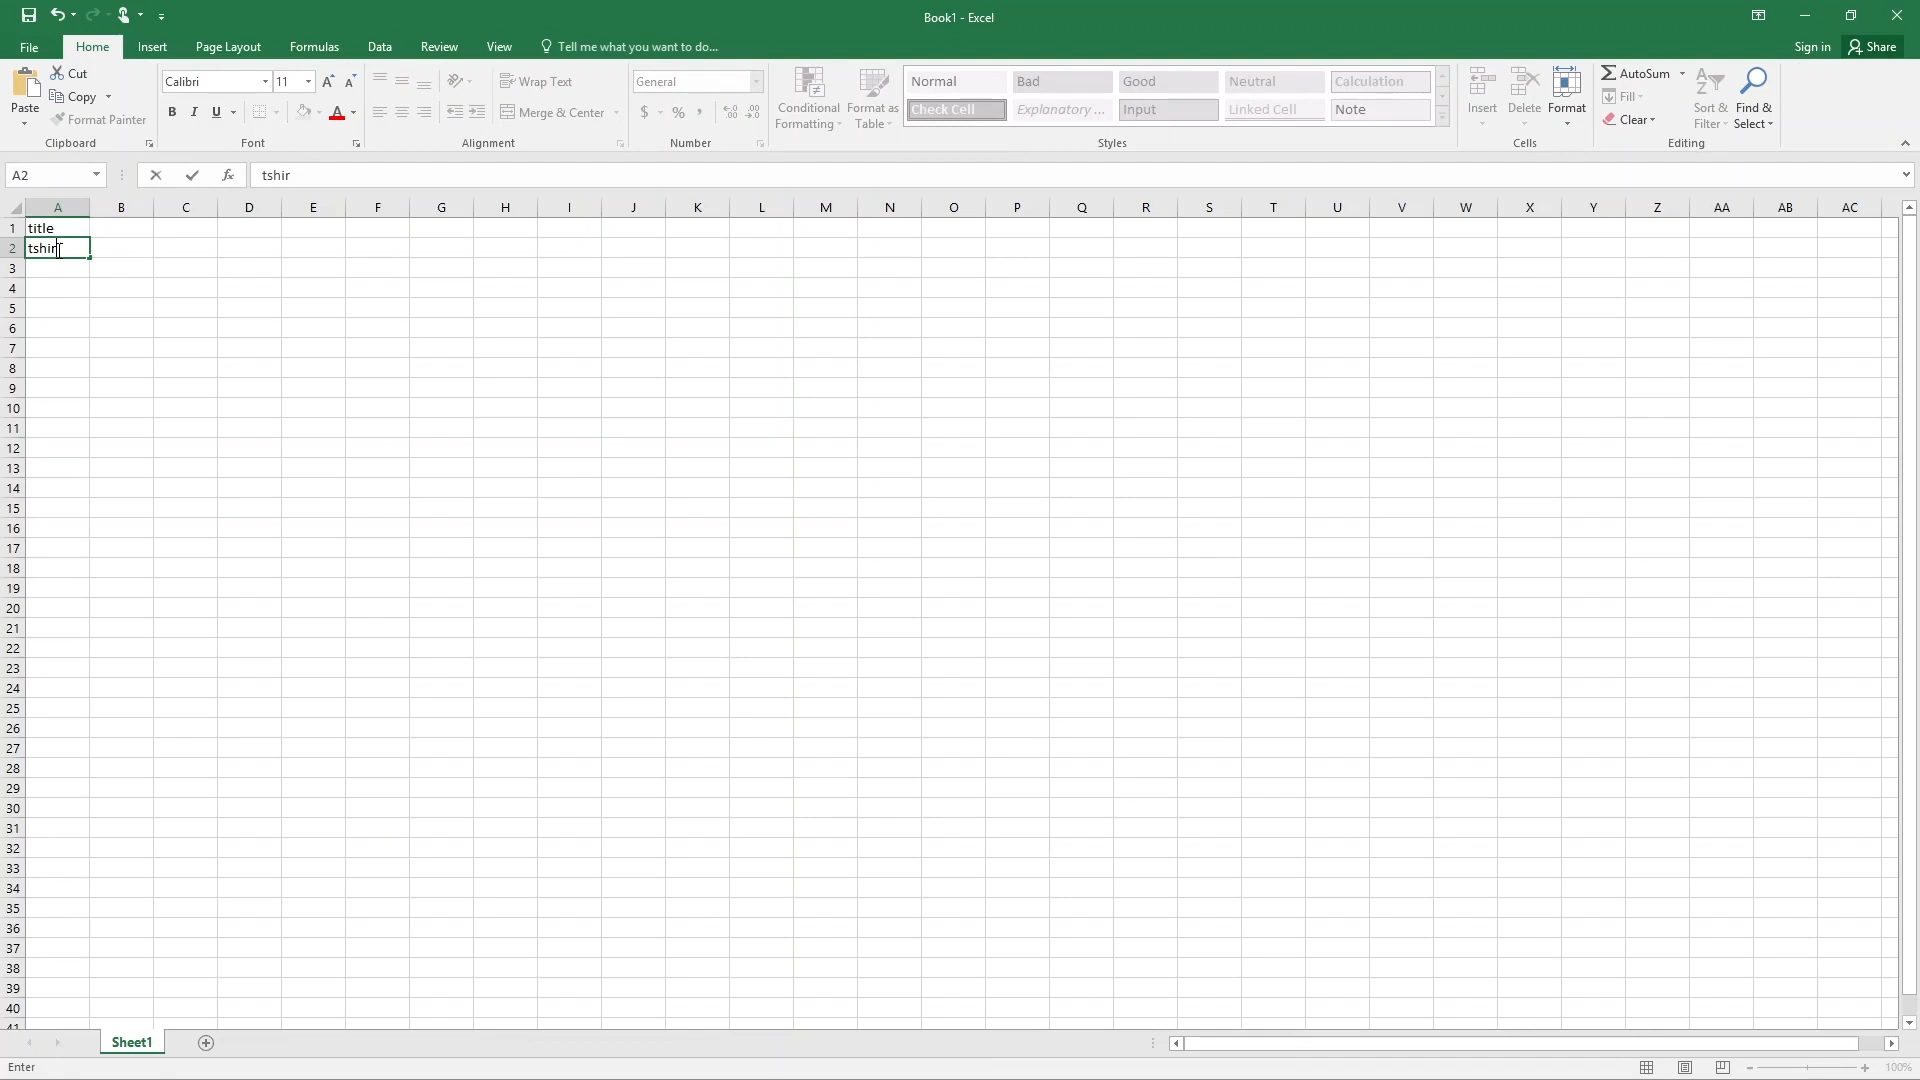 Book1 - Excel
File Home Insert Page Layout Formulas Data Review View Tell me what you want to do... Sign in Share
Cut
Copy
Format Painter
Paste
Clipboard
Calibri 11 A A
B I U A
Font
Wrap Text
Merge & Center
Alignment
General
$ % ,
Number
Conditional Formatting
Format as Table
Normal Bad Good Neutral Calculation
Check Cell Explanatory ... Input Linked Cell Note
Styles
Insert Delete Format
Cells
AutoSum
Fill
Clear
Sort & Filter
Find & Select
Editing
A2 fx tshir
A B C D E F G H I J K L M N O P Q R S T U V W X Y Z AA AB AC
1 title
2 tshir
3
4
5
6
7
8
9
10
11
12
13
14
15
16
17
18
19
20
21
22
23
24
25
26
27
28
29
30
31
32
33
34
35
36
37
38
39
40
41
Sheet1
Enter 100%